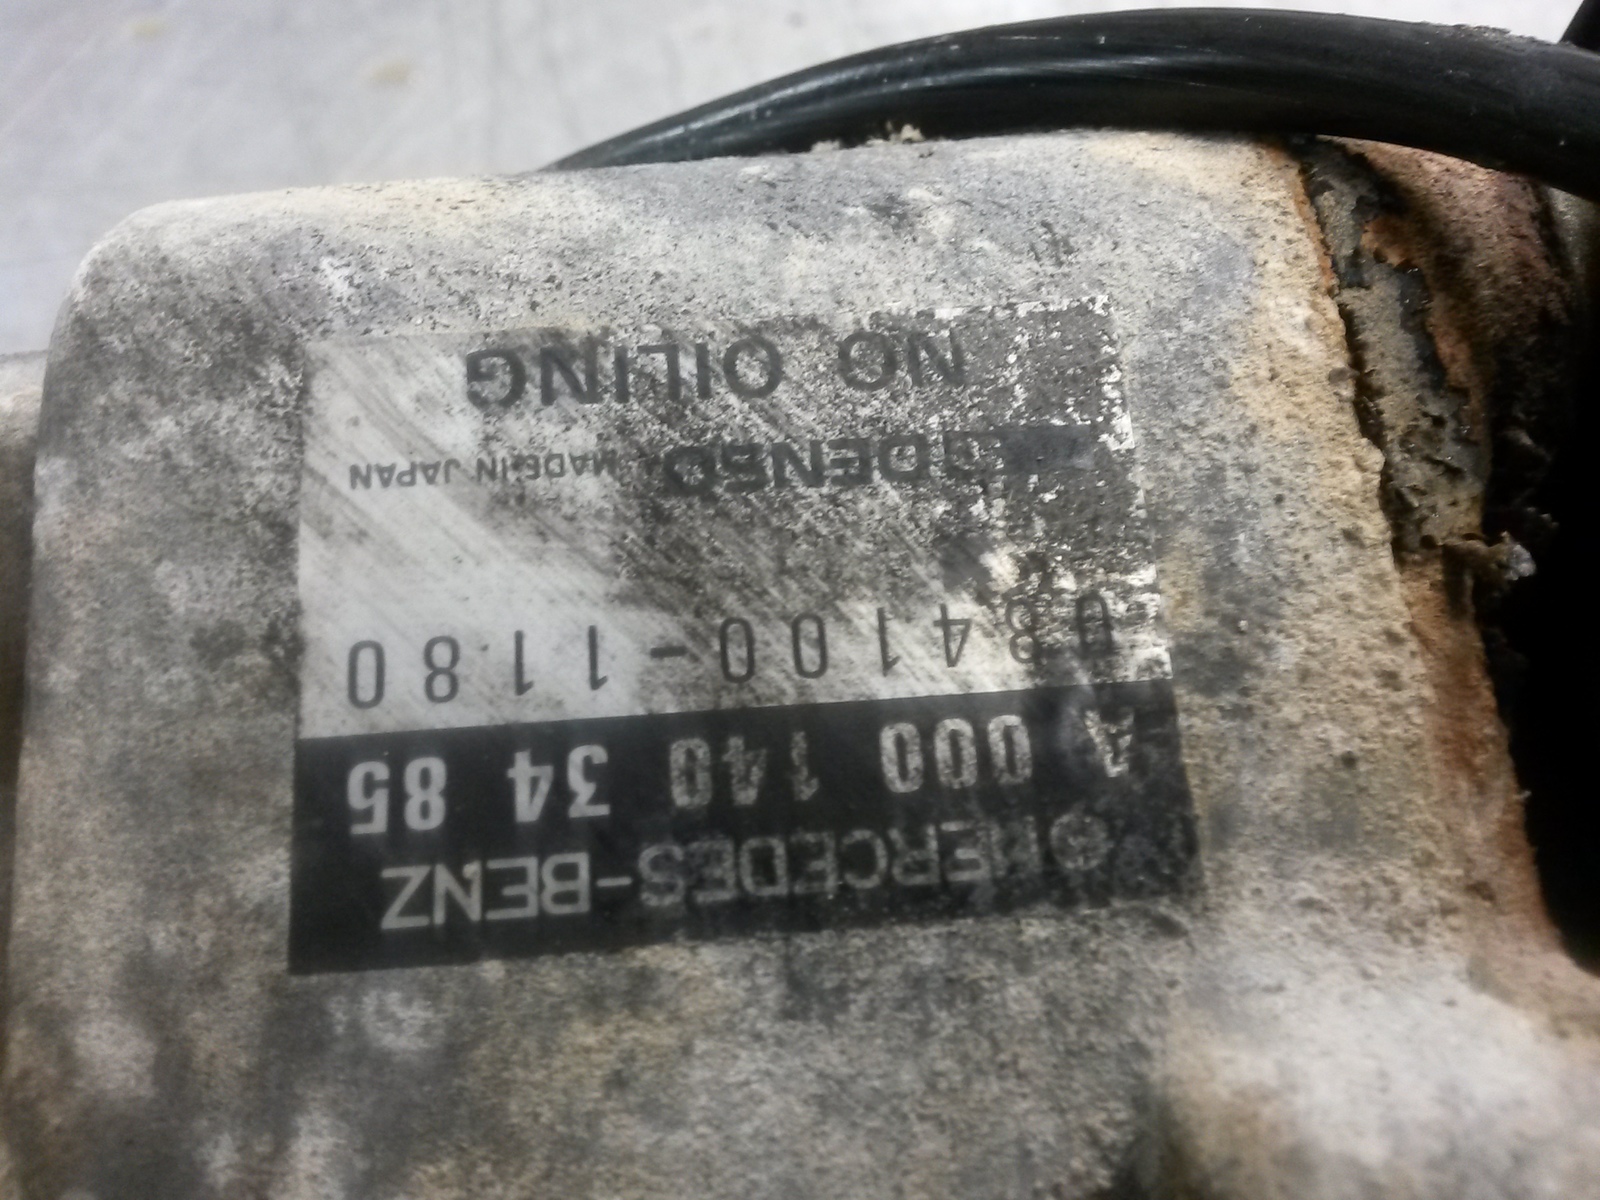 MERCEDES-BENZ
A 000 140 34 85
084100-1180
DENSO MADE IN JAPAN
NO OILING